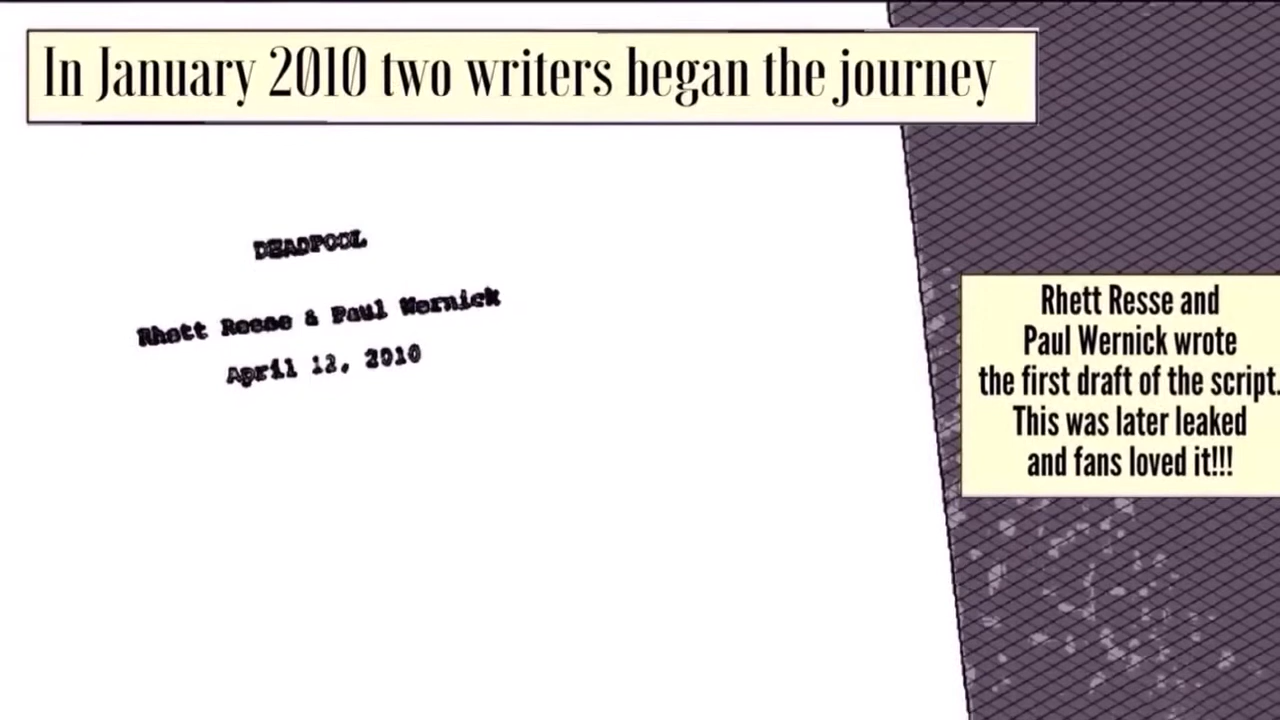 In January 2010 two writers began the journey
DEADPOOL
Rhett Reese & Paul Wernick
April 12, 2010
Rhett Resse and
Paul Wernick wrote
the first draft of the script.
This was later leaked
and fans loved it!!!